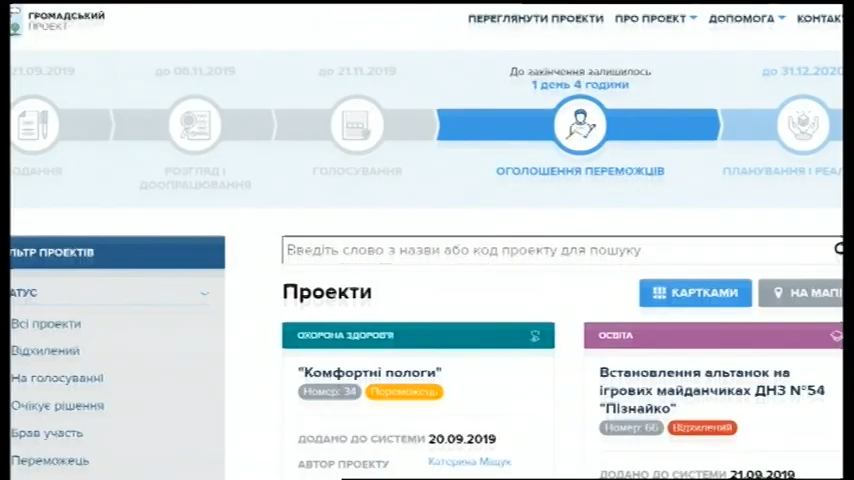 ГРОМАДСЬКИЙ
ПРОЕКТ
ПЕРЕГЛЯНУТИ ПРОЕКТИ ПРО ПРОЕКТ ДОПОМОГА КОНТАК
21.09.2019 до 06.11.2019 до 21.11.2019 До закінчення залишилось до 31.12.2020
1 день 4 години
ОДАННЯ РОЗГЛЯД І ГОЛОСУВАННЯ ОГОЛОШЕННЯ ПЕРЕМОЖЦІВ ПЛАНУВАННЯ І РЕАЛ
ДООПРАЦЮВАННЯ
ЛЬТР ПРОЕКТІВ
Введіть слово з назви або код проекту для пошуку
АТУС
Проекти
КАРТКАМИ НА МАПІ
Всі проекти
Відхилений
На голосуванні
Очікує рішення
Брав участь
Переможець
ОХОРОНА ЗДОРОВ'Я
"Комфортні пологи"
Номер: 34 Переможець
ДОДАНО ДО СИСТЕМИ 20.09.2019
АВТОР ПРОЕКТУ Катерина Міщук
ОСВІТА
Встановлення альтанок на
ігрових майданчиках ДНЗ №54
"Пізнайко"
Номер: 66 Відхилений
ДОДАНО ДО СИСТЕМИ 21.09.2019